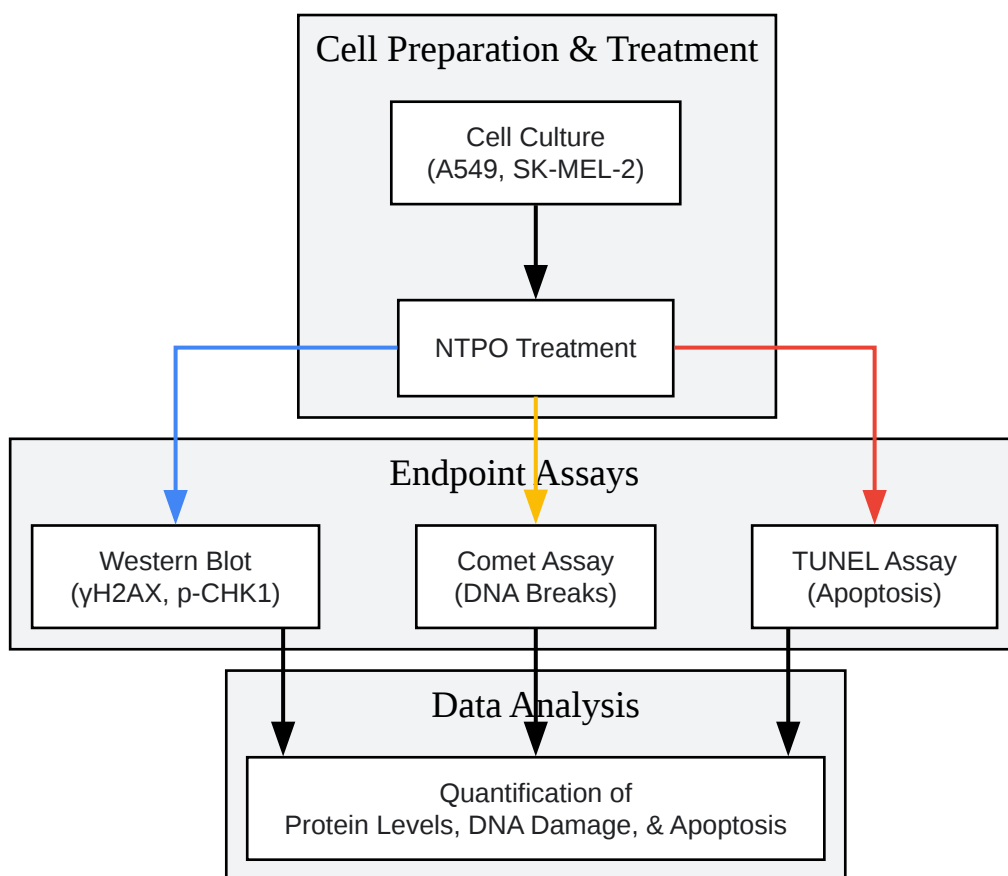 Cell Preparation & Treatment
Cell Culture
(A549, SK-MEL-2)
NTPO Treatment
Endpoint Assays
Western Blot
(γH2AX, p-CHK1)
Comet Assay
(DNA Breaks)
TUNEL Assay
(Apoptosis)
Data Analysis
Quantification of
Protein Levels, DNA Damage, & Apoptosis